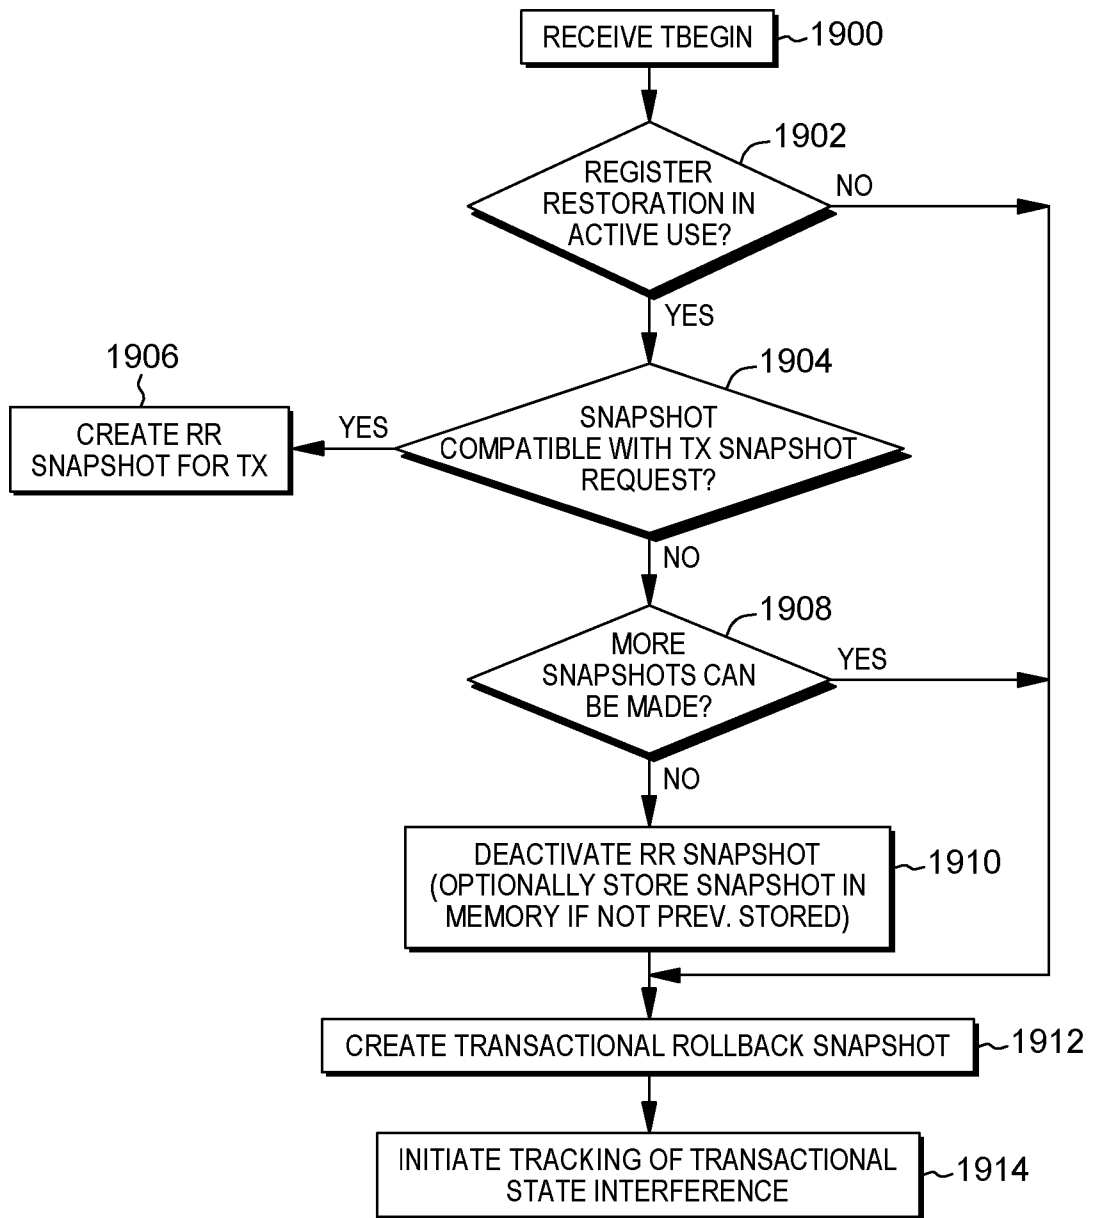 RECEIVE TBEGIN
1900
1902
REGISTER
RESTORATION IN
ACTIVE USE?
NO
YES
1904
1906
SNAPSHOT
COMPATIBLE WITH TX SNAPSHOT
REQUEST?
YES
CREATE RR
SNAPSHOT FOR TX
NO
1908
MORE
SNAPSHOTS CAN
BE MADE?
YES
NO
DEACTIVATE RR SNAPSHOT
(OPTIONALLY STORE SNAPSHOT IN
MEMORY IF NOT PREV. STORED)
1910
CREATE TRANSACTIONAL ROLLBACK SNAPSHOT
1912
INITIATE TRACKING OF TRANSACTIONAL
STATE INTERFERENCE
1914